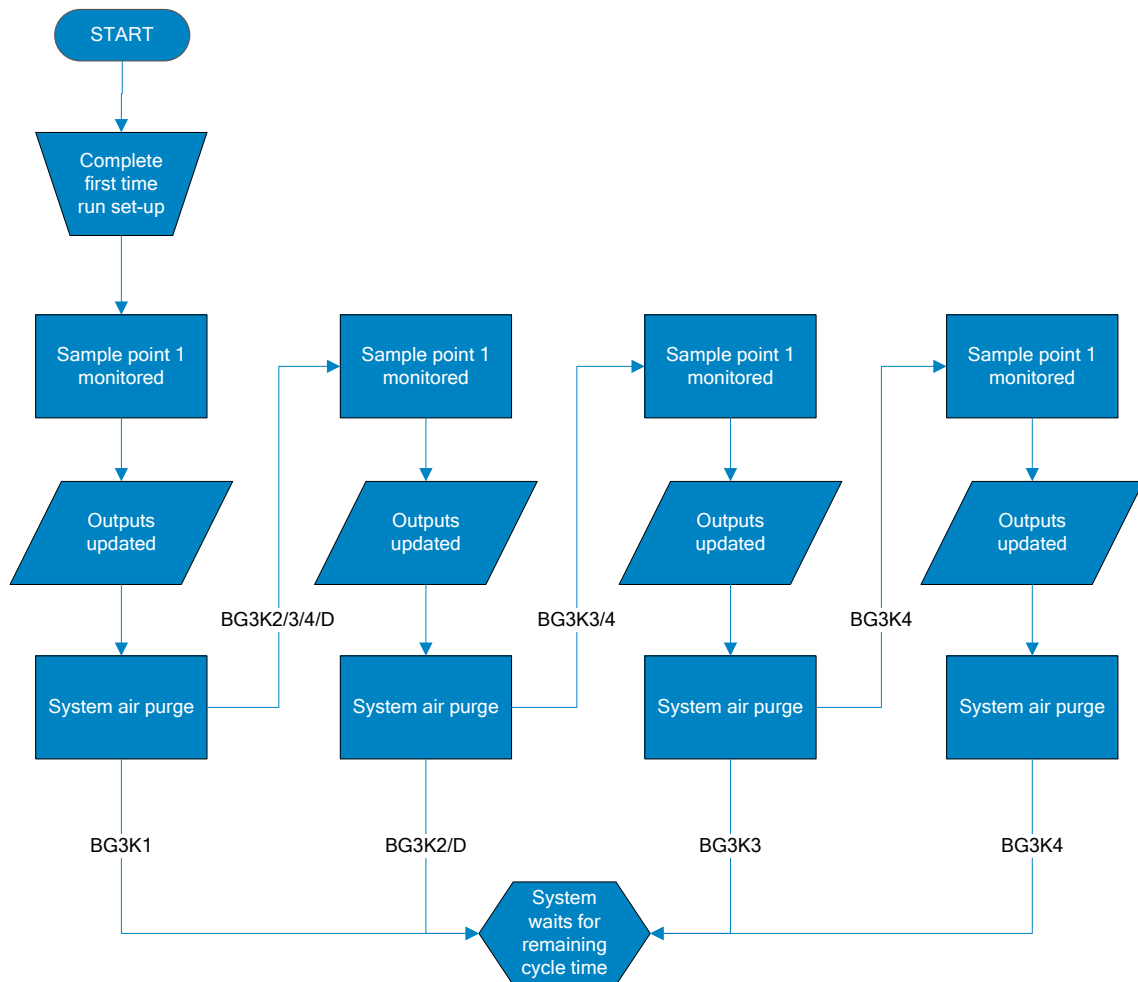 START
Complete
first time
run set-up
Sample point 1
monitored
Sample point 1
monitored
Sample point 1
monitored
Sample point 1
monitored
Outputs
updated
Outputs
updated
Outputs
updated
Outputs
updated
BG3K2/3/4/D
BG3K3/4
BG3K4
System air purge
System air purge
System air purge
System air purge
BG3K1
BG3K2/D
BG3K3
BG3K4
System
waits for
remaining
cycle time